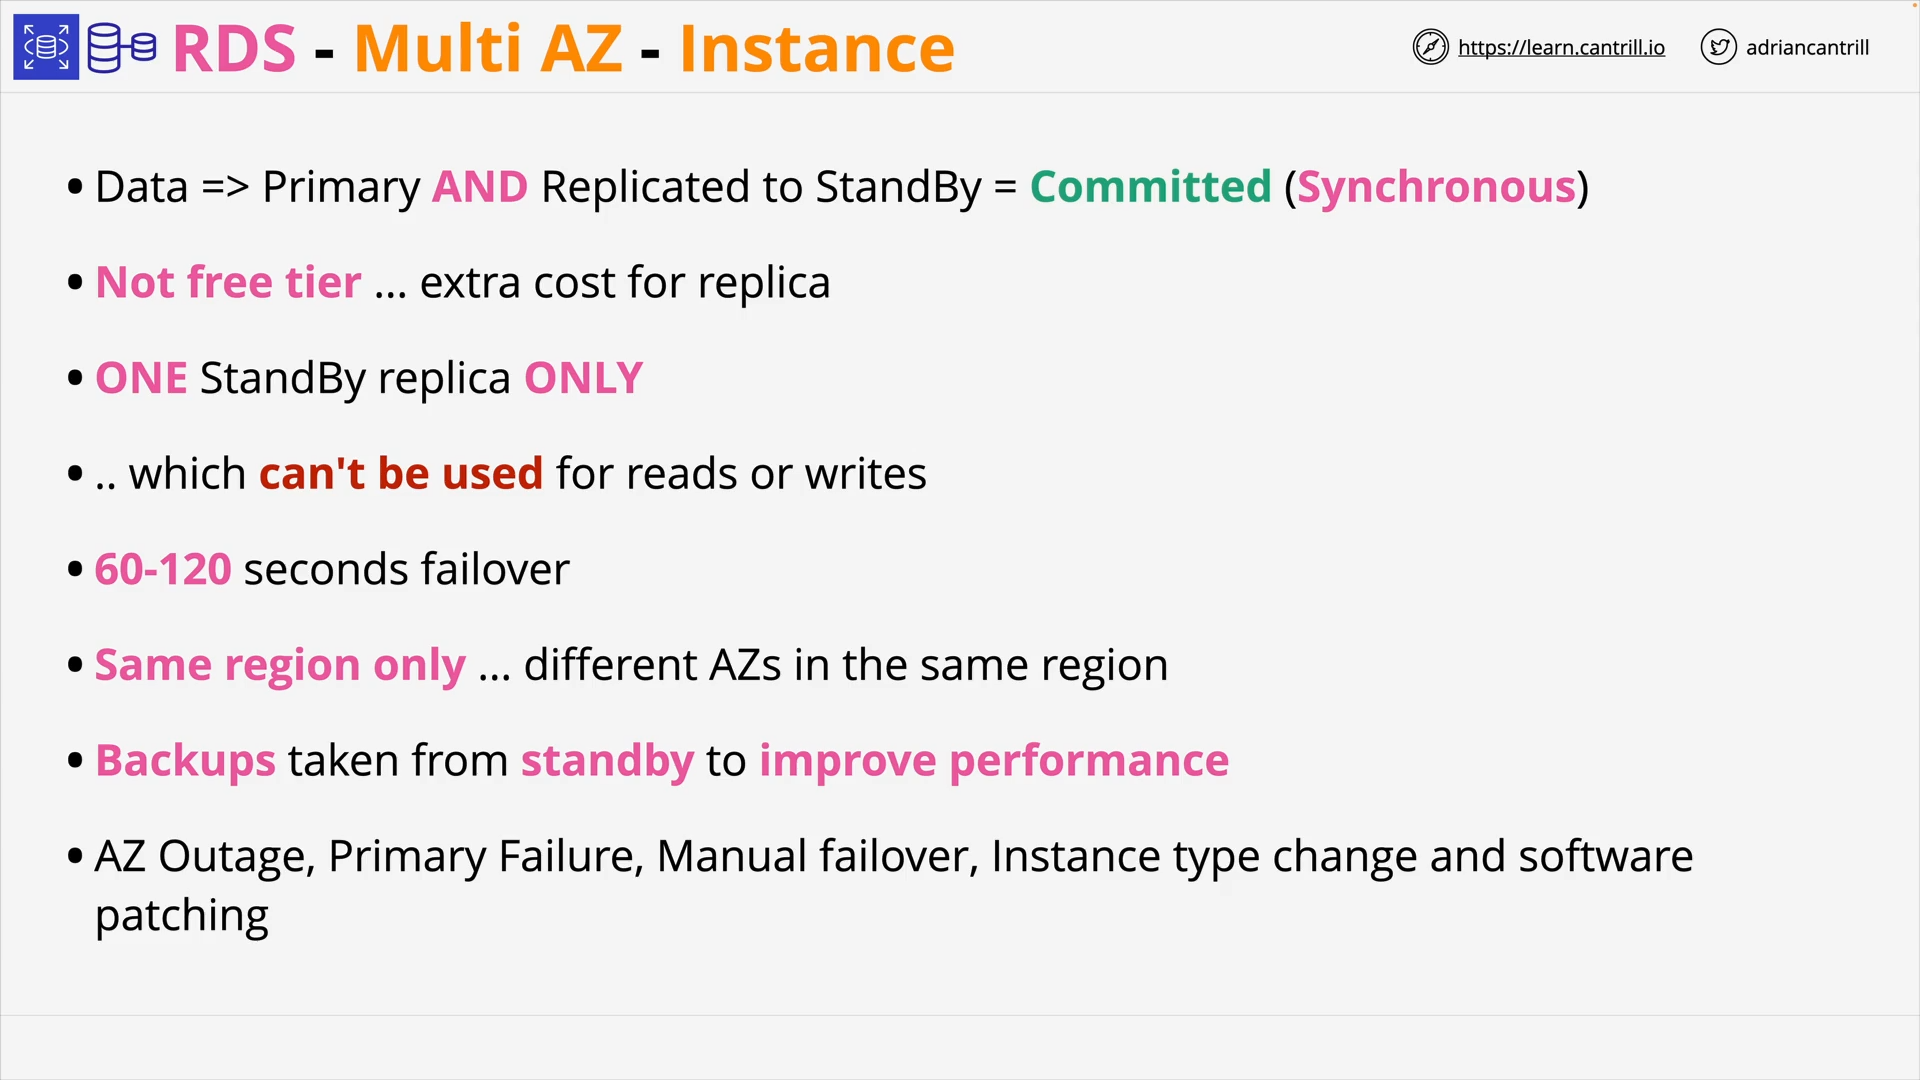 RDS - Multi AZ - Instance
https://learn.cantrill.io
adriancantrill
• Data => Primary AND Replicated to StandBy = Committed (Synchronous)
• Not free tier ... extra cost for replica
• ONE StandBy replica ONLY
• .. which can't be used for reads or writes
• 60-120 seconds failover
• Same region only ... different AZs in the same region
• Backups taken from standby to improve performance
• AZ Outage, Primary Failure, Manual failover, Instance type change and software
patching